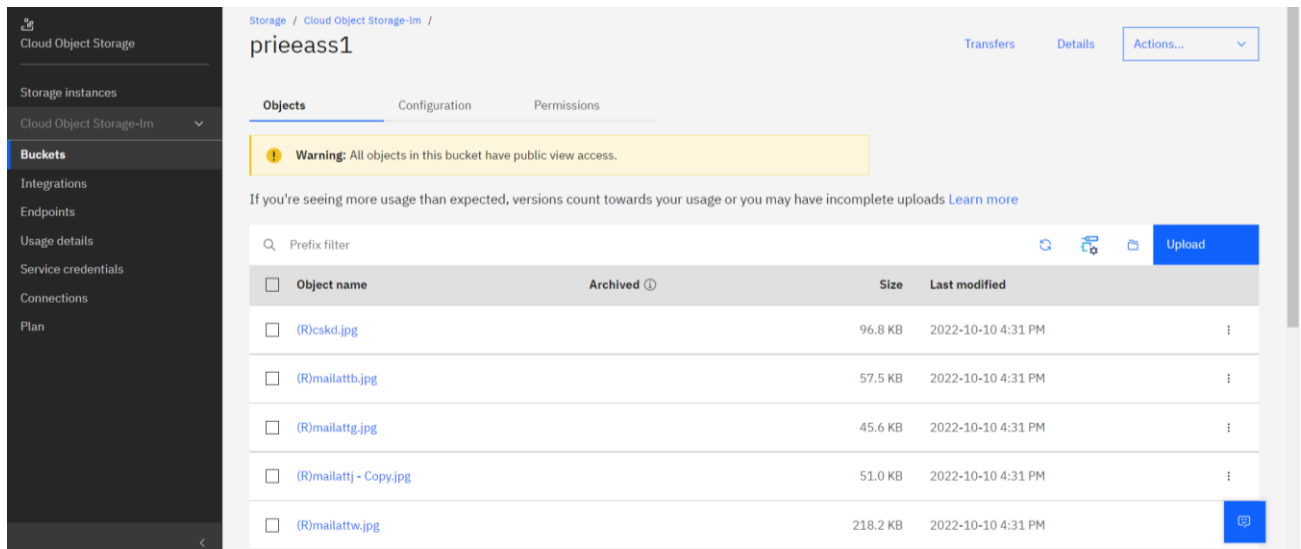 Cloud Object Storage
Storage instances
Cloud Object Storage-lm
Buckets
Integrations
Endpoints
Usage details
Service credentials
Connections
Plan
Storage / Cloud Object Storage-lm /
prieeass1
Transfers Details Actions...
Objects Configuration Permissions
Warning: All objects in this bucket have public view access.
If you're seeing more usage than expected, versions count towards your usage or you may have incomplete uploads Learn more
Prefix filter Upload
Object name Archived Size Last modified
(R)cskd.jpg 96.8 KB 2022-10-10 4:31 PM
(R)mailattb.jpg 57.5 KB 2022-10-10 4:31 PM
(R)mailattg.jpg 45.6 KB 2022-10-10 4:31 PM
(R)mailattj - Copy.jpg 51.0 KB 2022-10-10 4:31 PM
(R)mailattw.jpg 218.2 KB 2022-10-10 4:31 PM